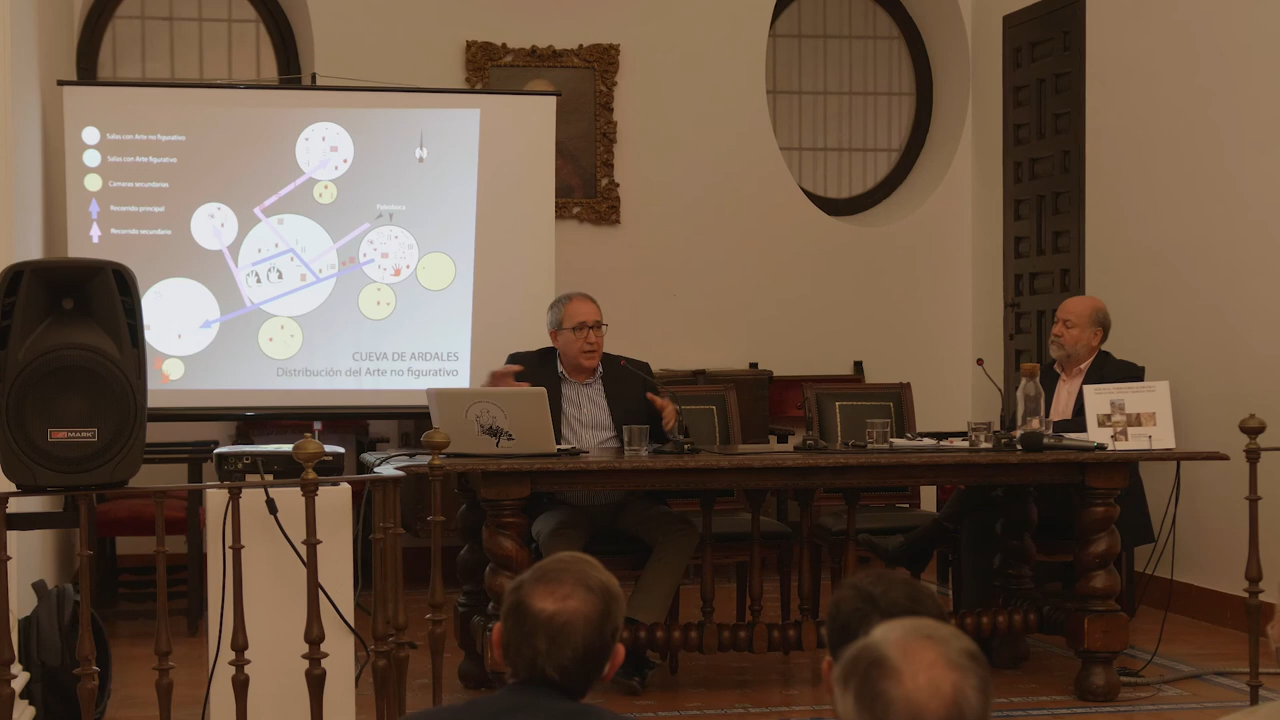 Salas con Arte no figurativo
Salas con Arte figurativo
Cámaras secundarias
Recorrido principal
Recorrido secundario
Palestrica
CUEVA DE ARDALES
Distribución del Arte no figurativo
MARK